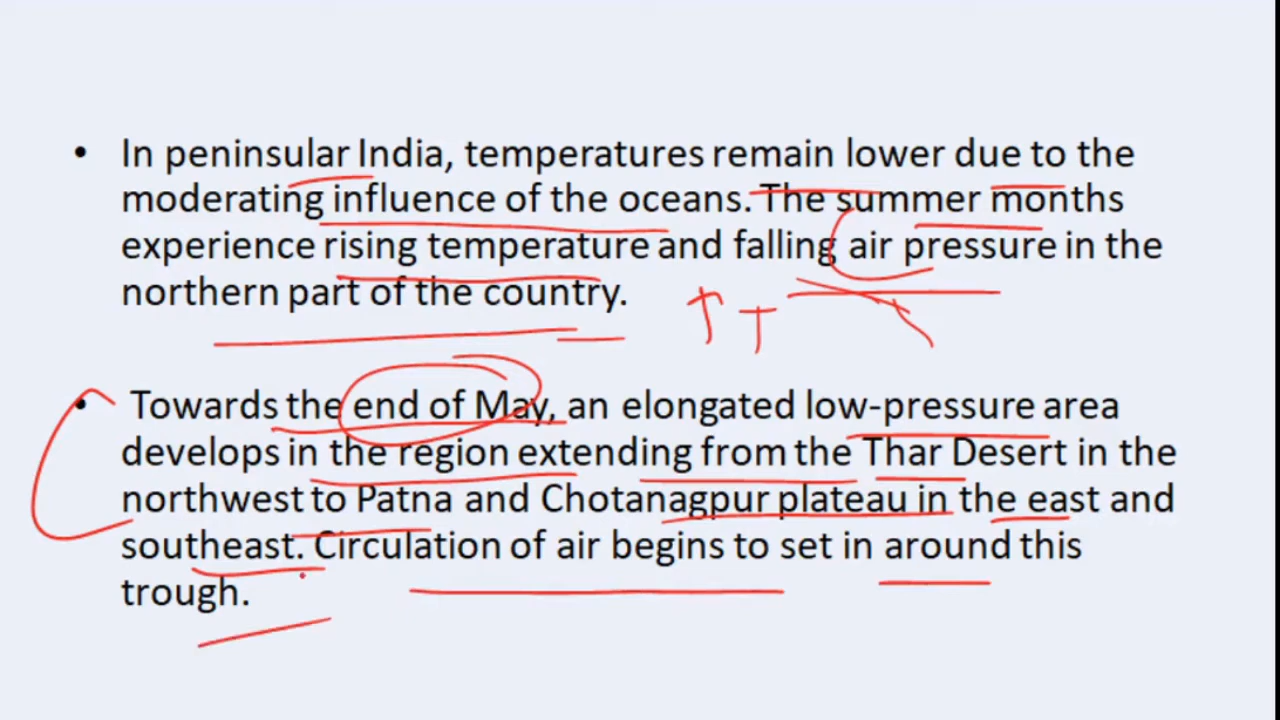 • In peninsular India, temperatures remain lower due to the
moderating influence of the oceans. The summer months
experience rising temperature and falling air pressure in the
northern part of the country.
↑ T
• Towards the end of May, an elongated low-pressure area
develops in the region extending from the Thar Desert in the
northwest to Patna and Chotanagpur plateau in the east and
southeast. Circulation of air begins to set in around this
trough.